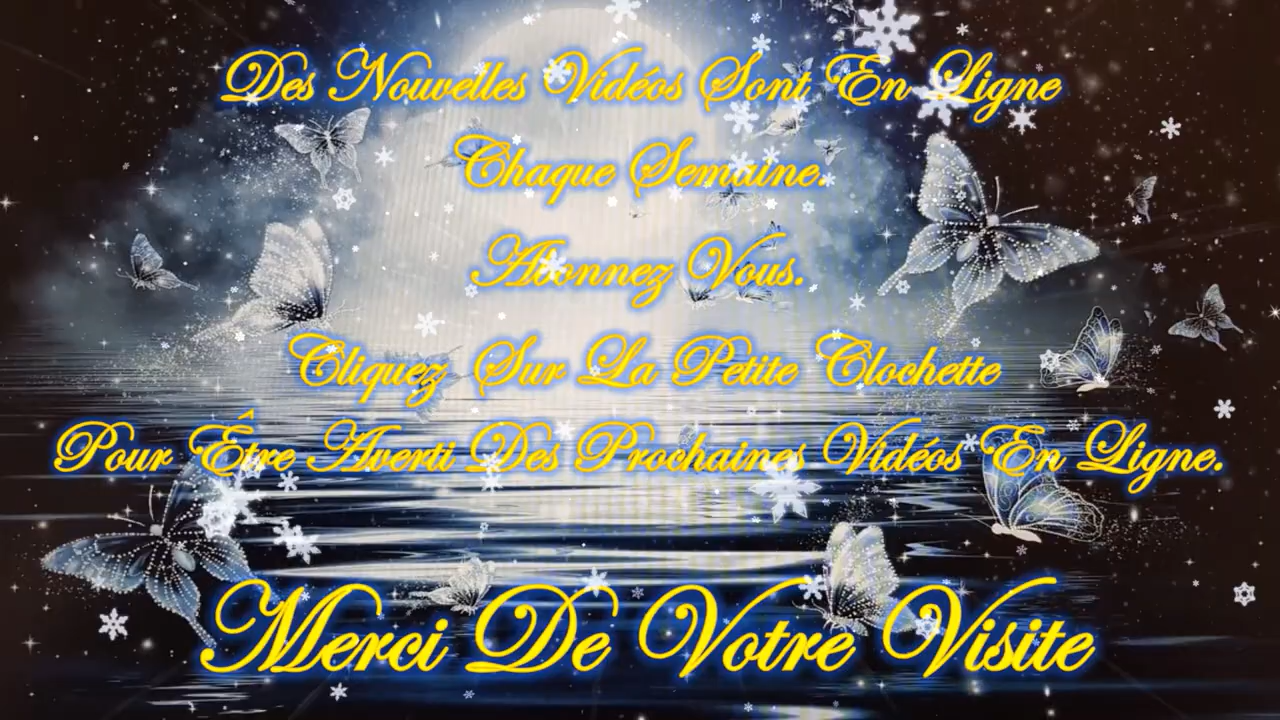 Des Nouvelles Vidéos Sont En Ligne
Chaque Semaine.
Abonnez Vous.
Cliquez Sur La Petite Clochette
Pour Être Averti Des Prochaines Vidéos En Ligne.
Merci De Votre Visite